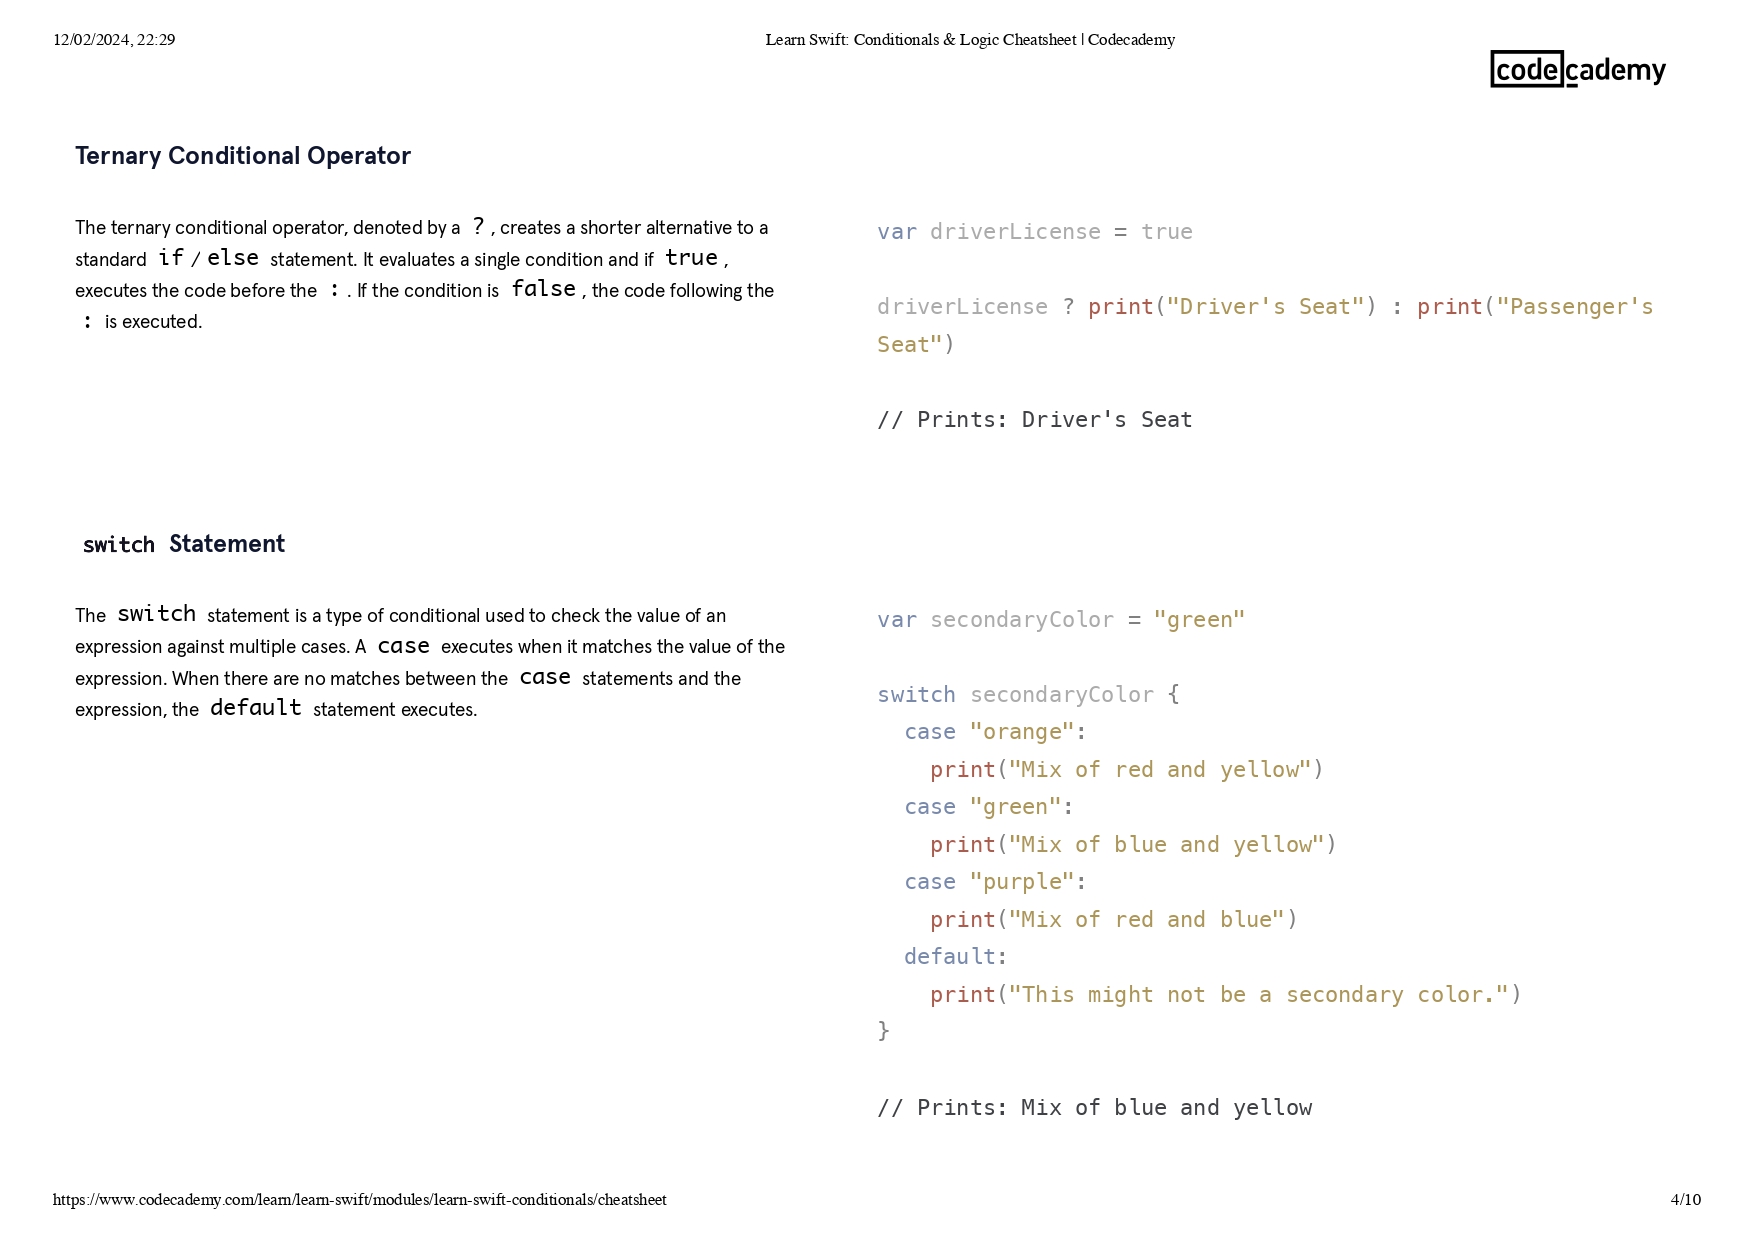 12/02/2024, 22:29
Learn Swift: Conditionals & Logic Cheatsheet | Codecademy
codecademy
Ternary Conditional Operator
The ternary conditional operator, denoted by a ? , creates a shorter alternative to a
standard if / else statement. It evaluates a single condition and if true ,
executes the code before the : . If the condition is false , the code following the
: is executed.
var driverLicense = true
driverLicense ? print("Driver's Seat") : print("Passenger's
Seat")
// Prints: Driver's Seat
switch Statement
The switch statement is a type of conditional used to check the value of an
expression against multiple cases. A case executes when it matches the value of the
expression. When there are no matches between the case statements and the
expression, the default statement executes.
var secondaryColor = "green"
switch secondaryColor {
  case "orange":
    print("Mix of red and yellow")
  case "green":
    print("Mix of blue and yellow")
  case "purple":
    print("Mix of red and blue")
  default:
    print("This might not be a secondary color.")
}
// Prints: Mix of blue and yellow
https://www.codecademy.com/learn/learn-swift/modules/learn-swift-conditionals/cheatsheet
4/10